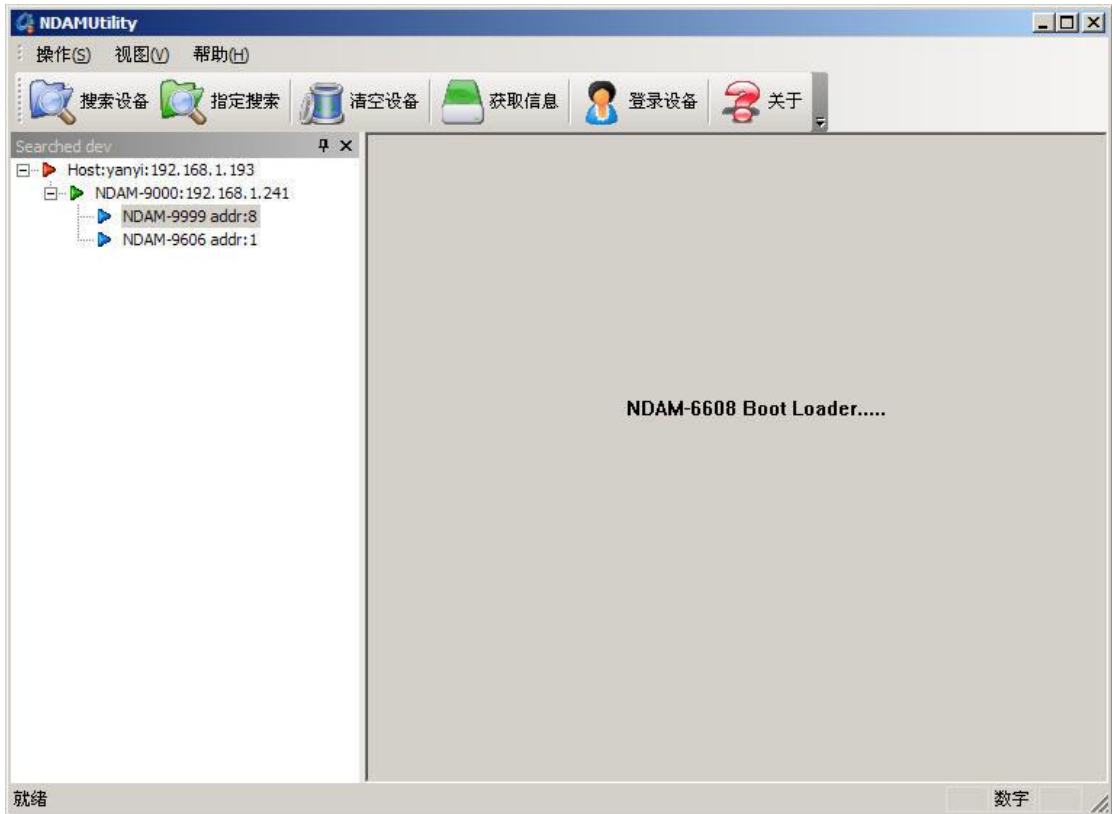 NDAMUtility
操作(S) 视图(V) 帮助(H)
搜索设备 指定搜索 清空设备 获取信息 登录设备 关于
Searched dev
Host:yanyi:192.168.1.193
NDAM-9000:192.168.1.241
NDAM-9999 addr:8
NDAM-9606 addr:1
NDAM-6608 Boot Loader.....
就绪 数字